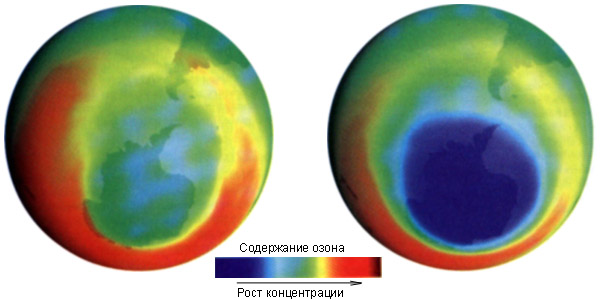 Содержание озона
Рост концентрации